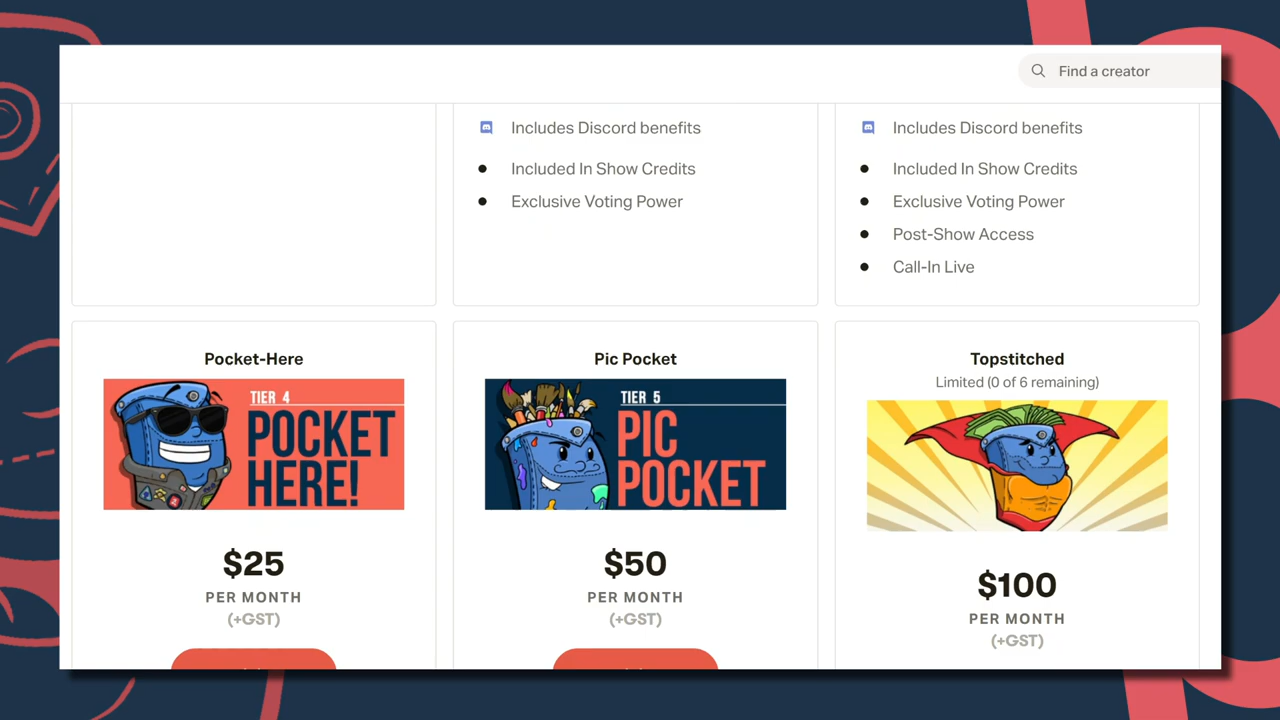 Find a creator
Includes Discord benefits
Included In Show Credits
Exclusive Voting Power
Includes Discord benefits
Included In Show Credits
Exclusive Voting Power
Post-Show Access
Call-In Live
Pocket-Here
TIER 4
POCKET
HERE!
$25
PER MONTH
(+GST)
Pic Pocket
TIER 5
PIC
POCKET
$50
PER MONTH
(+GST)
Topstitched
Limited (0 of 6 remaining)
$100
PER MONTH
(+GST)